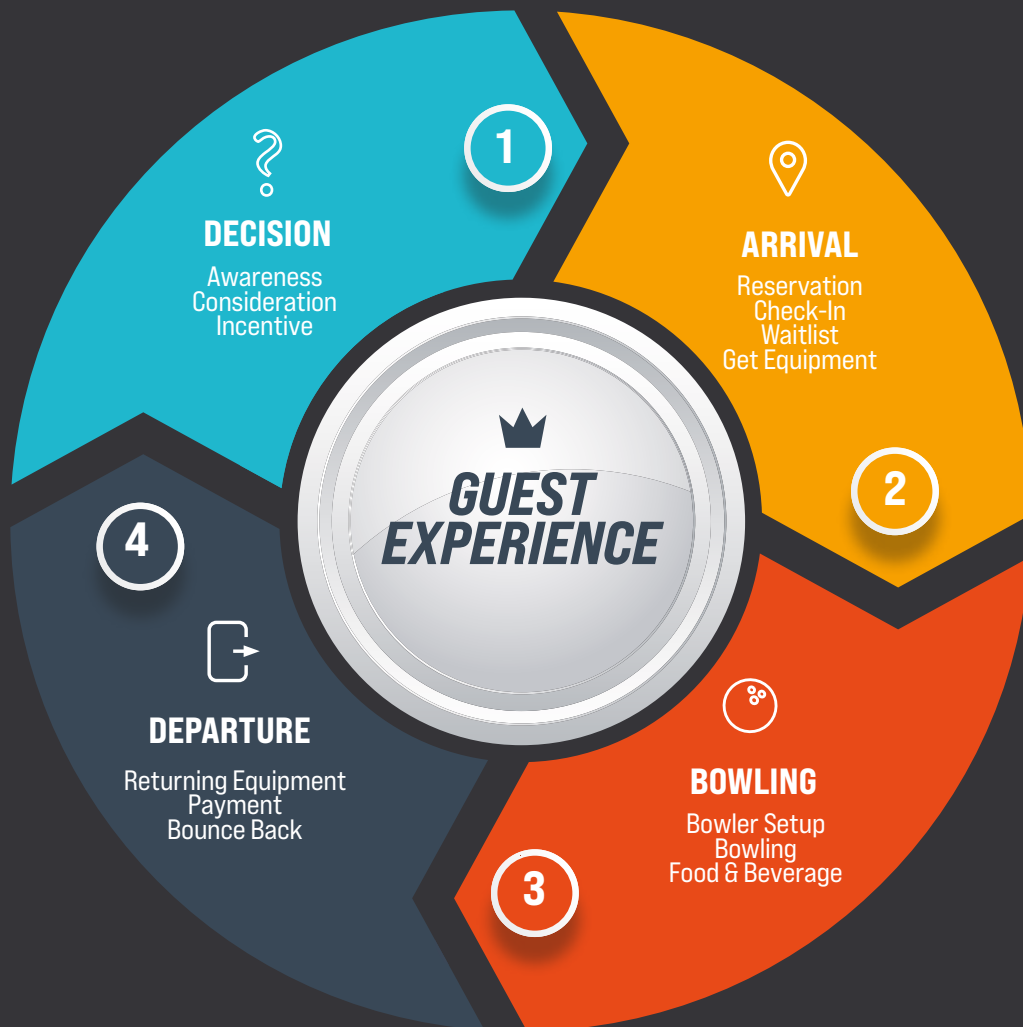 1
DECISION
Awareness
Consideration
Incentive
ARRIVAL
Reservation
Check-In
Waitlist
Get Equipment
2
GUEST
EXPERIENCE
BOWLING
Bowler Setup
Bowling
Food & Beverage
3
4
DEPARTURE
Returning Equipment
Payment
Bounce Back